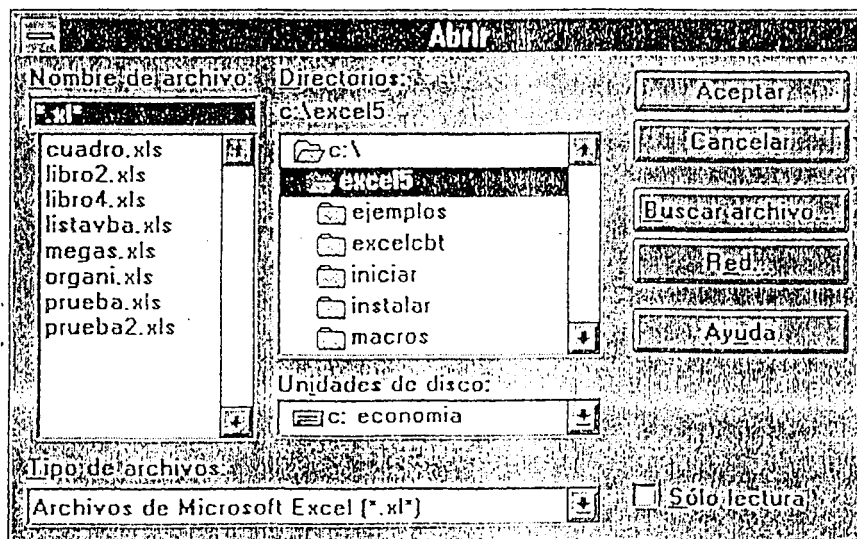 Abrir
Nombre de archivo:
*.xl*
cuadro.xls
libro2.xls
libro4.xls
listavba.xls
megas.xls
organi.xls
prueba.xls
prueba2.xls
Directorios:
c:\excel5
c:\
excel5
ejemplos
excelcbt
iniciar
instalar
macros
Unidades de disco:
c: economia
Tipo de archivos:
Archivos de Microsoft Excel (*.xl*)
Aceptar
Cancelar
Buscar archivo...
Red...
Ayuda
Sólo lectura